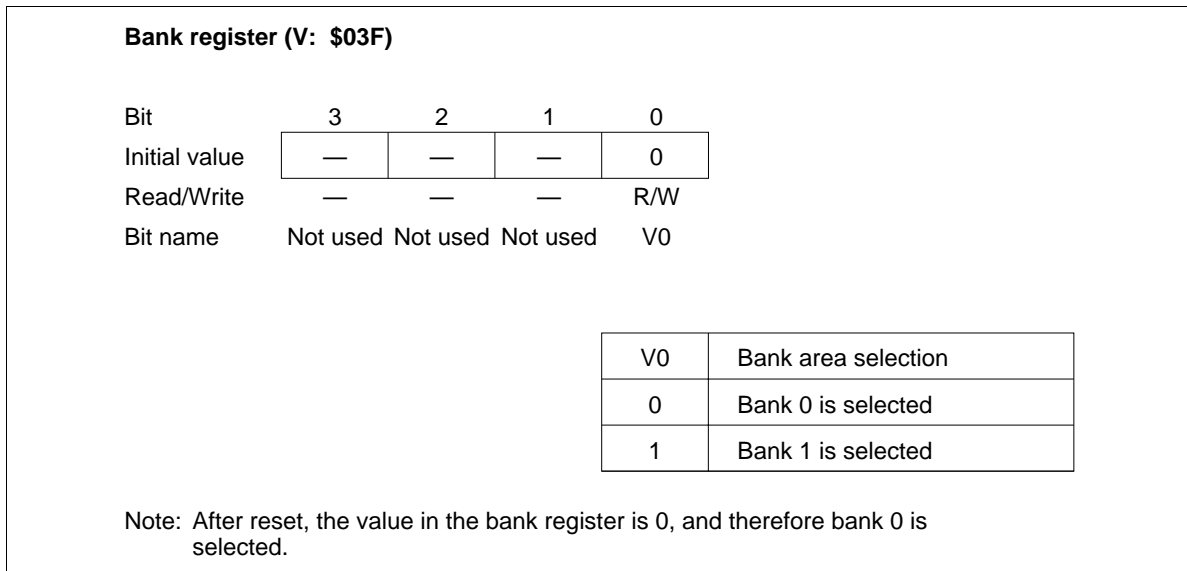 Bank register (V: $03F)
Bit 3 2 1 0
Initial value — — — 0
Read/Write — — — R/W
Bit name Not used Not used Not used V0
V0 Bank area selection
0 Bank 0 is selected
1 Bank 1 is selected
Note: After reset, the value in the bank register is 0, and therefore bank 0 is
selected.